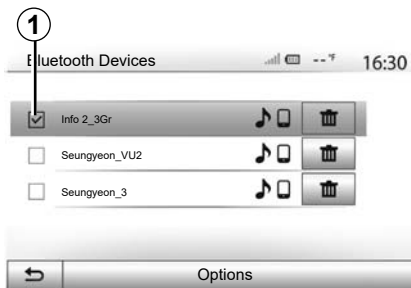 1
Bluetooth Devices -- °F 16:30
Info 2_3Gr
Seungyeon_VU2
Seungyeon_3
Options